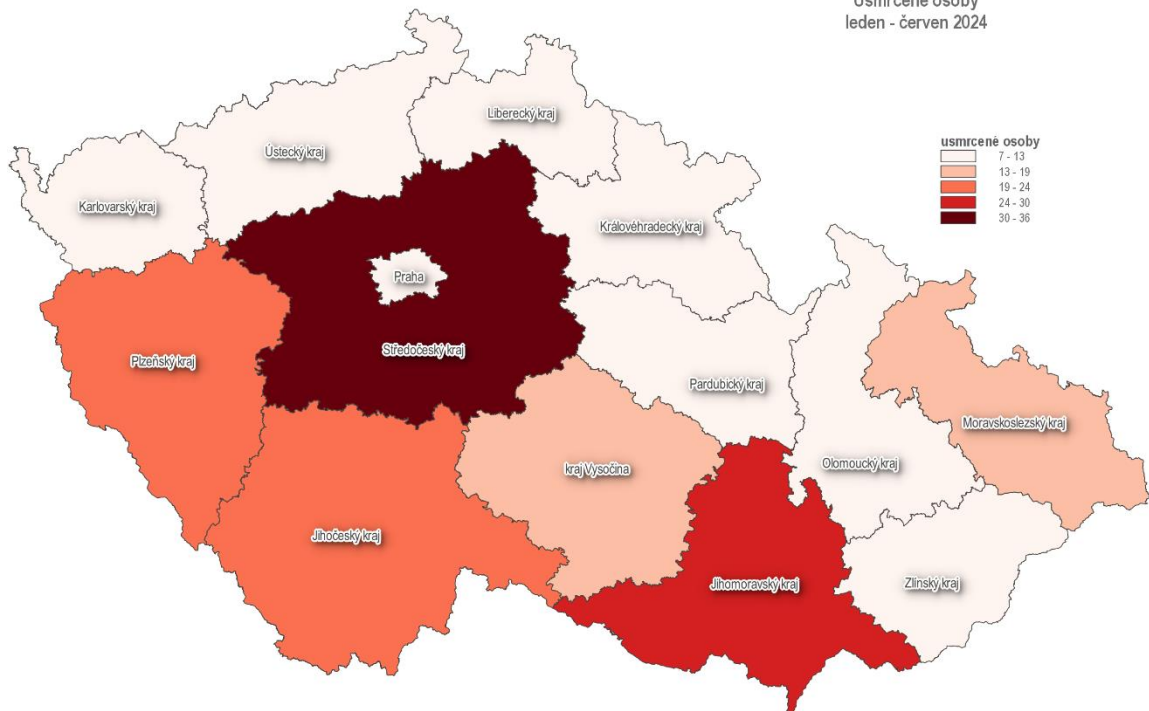 Usmrcené osoby
leden - červen 2024
Liberecký kraj
usmrcené osoby
7 - 13
13 - 19
19 - 24
24 - 30
30 - 36
Ústecký kraj
Karlovarský kraj
Královéhradecký kraj
Praha
Středočeský kraj
Plzeňský kraj
Pardubický kraj
Moravskoslezský kraj
Olomoucký kraj
kraj Vysočina
Jihočeský kraj
Jihomoravský kraj
Zlínský kraj